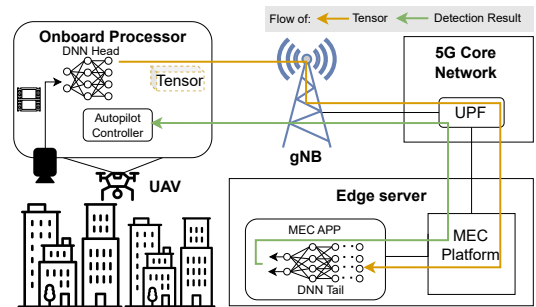 Flow of: Tensor Detection Result
Onboard Processor
DNN Head
Tensor
Autopilot
Controller
UAV
gNB
5G Core
Network
UPF
Edge server
MEC APP
DNN Tail
MEC
Platform